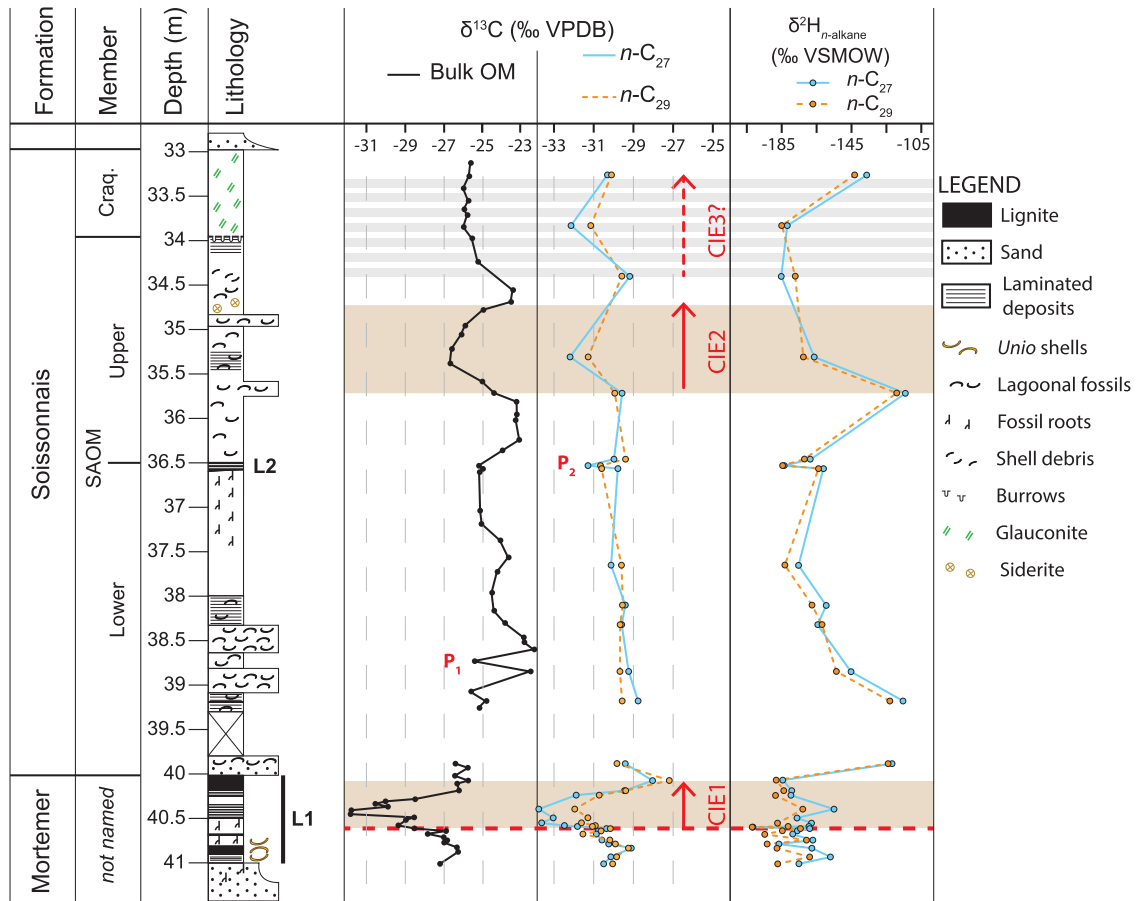 Formation
Member
Depth (m)
Lithology
δ¹³C (‰ VPDB)
Bulk OM
n-C₂₇
n-C₂₉
δ²Hₙ₋ₐₗₖₐₙₑ
(‰ VSMOW)
n-C₂₇
n-C₂₉
-31 -29 -27 -25 -23
-33 -31 -29 -27 -25
-185 -145 -105
33
33.5
34
34.5
35
35.5
36
36.5
37
37.5
38
38.5
39
39.5
40
40.5
41
Soissonnais
Mortemer
Craq.
Upper
SAOM
Lower
not named
L2
L1
P₁
P₂
CIE3?
CIE2
CIE1
LEGEND
Lignite
Sand
Laminated
deposits
Unio shells
Lagoonal fossils
Fossil roots
Shell debris
Burrows
Glauconite
Siderite